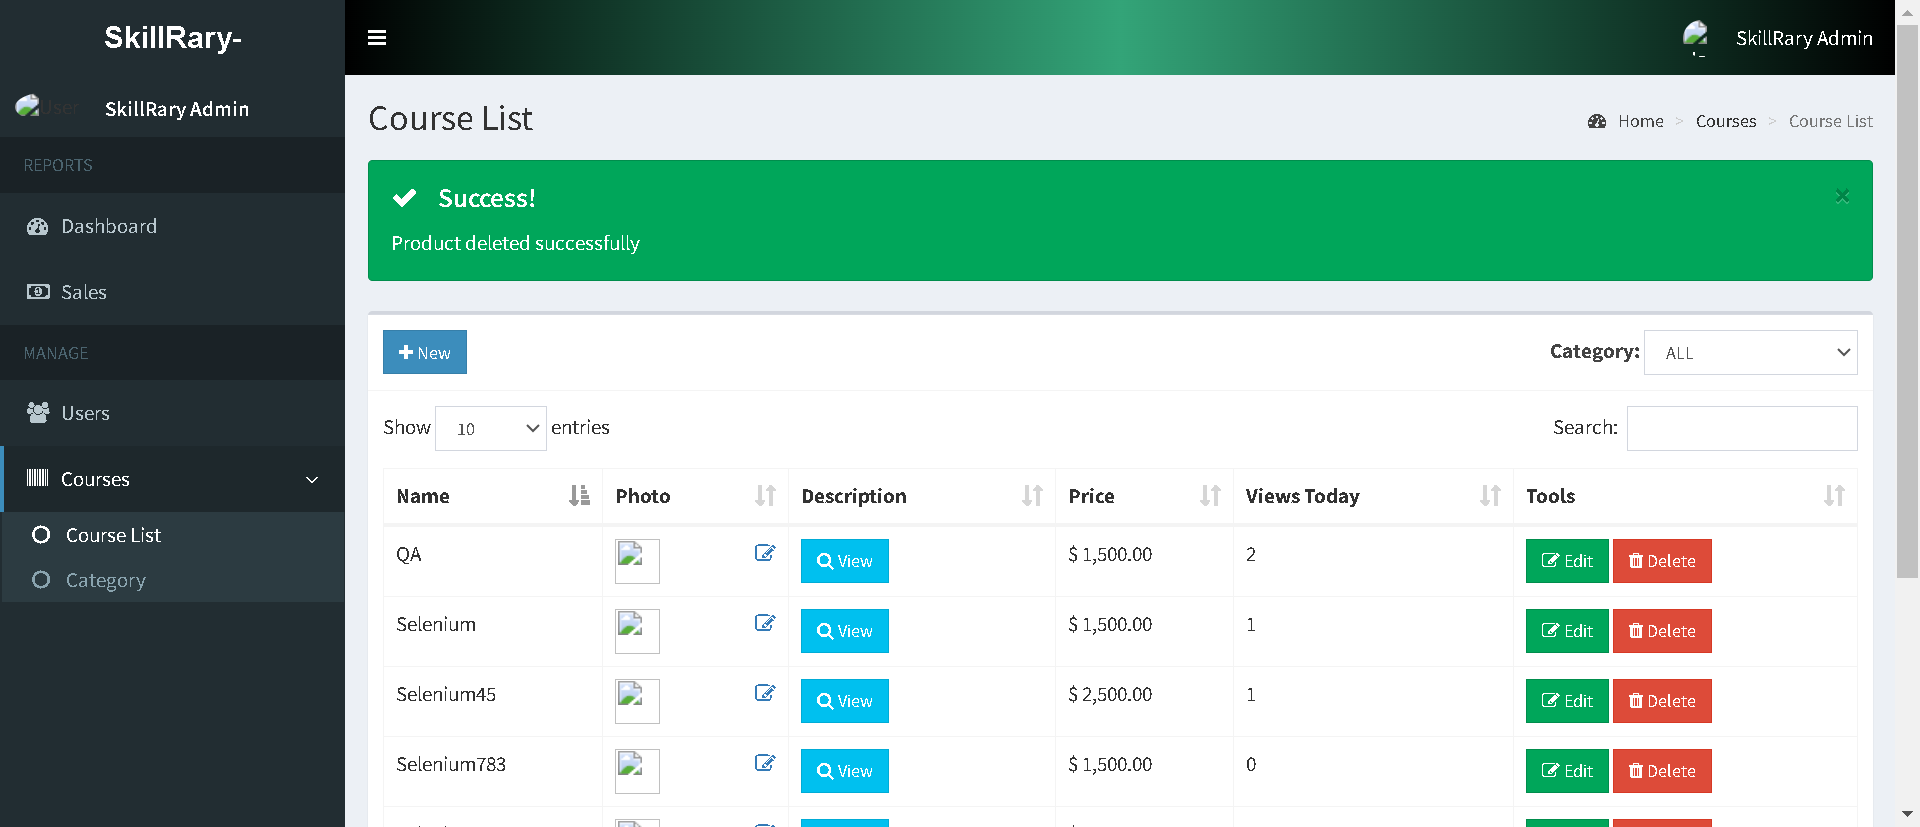 SkillRary-
SkillRary Admin
User
SkillRary Admin
REPORTS
Dashboard
Sales
MANAGE
Users
Courses
Course List
Category
Course List
Home > Courses > Course List
Success!
×
Product deleted successfully
New
Category: ALL
Show 10 entries
Search:
Name Photo Description Price Views Today Tools
QA View $ 1,500.00 2 Edit Delete
Selenium View $ 1,500.00 1 Edit Delete
Selenium45 View $ 2,500.00 1 Edit Delete
Selenium783 View $ 1,500.00 0 Edit Delete